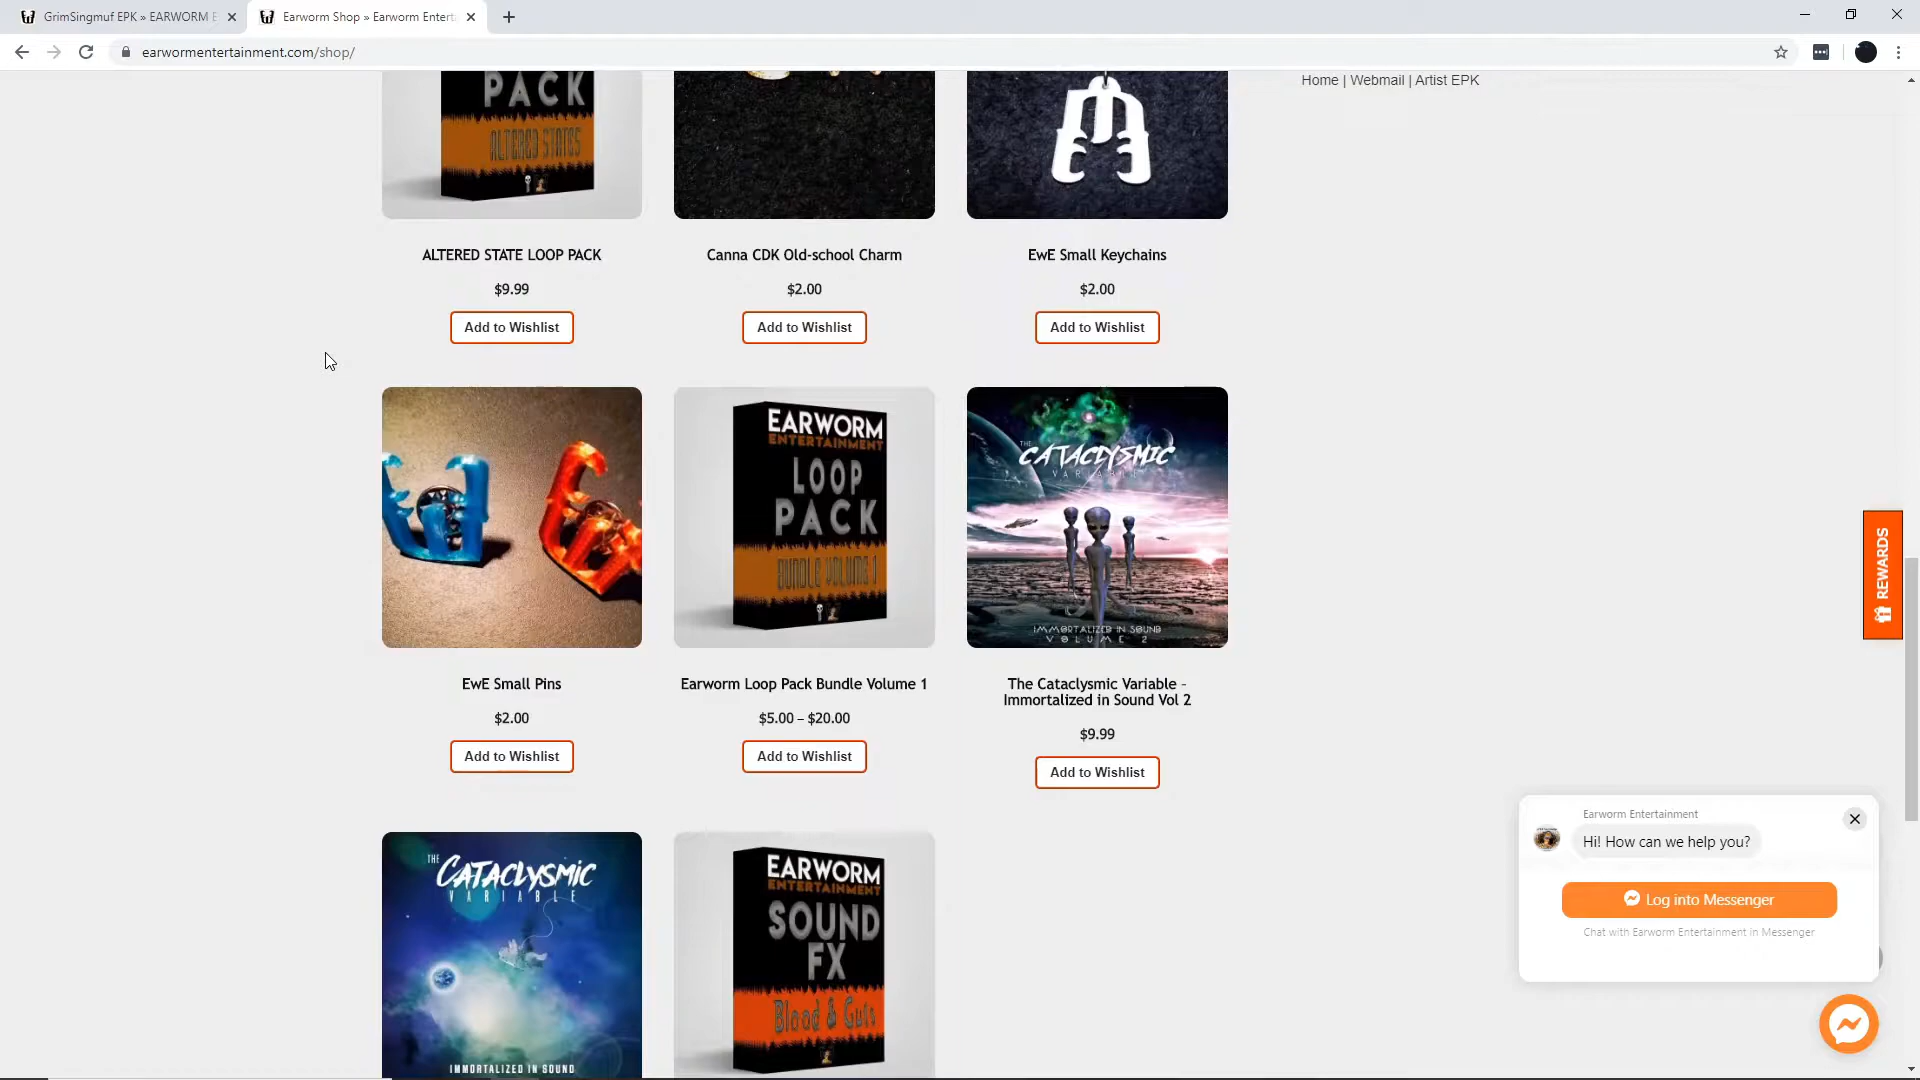 GrimSingmuf EPK » EARWORM E
Earworm Shop » Earworm Entert
earwormentertainment.com/shop/
Home | Webmail | Artist EPK
PACK
ALTERED STATES
ALTERED STATE LOOP PACK
$9.99
Add to Wishlist
Canna CDK Old-school Charm
$2.00
Add to Wishlist
EwE Small Keychains
$2.00
Add to Wishlist
EwE Small Pins
$2.00
Add to Wishlist
EARWORM
ENTERTAINMENT
LOOP
PACK
BUNDLE VOLUME 1
Earworm Loop Pack Bundle Volume 1
$5.00 – $20.00
Add to Wishlist
THE
CATACLYSMIC
VARIABLE
IMMORTALIZED IN SOUND
VOLUME 2
The Cataclysmic Variable -
Immortalized in Sound Vol 2
$9.99
Add to Wishlist
THE
CATACLYSMIC
VARIABLE
IMMORTALIZED IN SOUND
EARWORM
ENTERTAINMENT
SOUND
FX
Blood & Guts
REWARDS
Earworm Entertainment
Hi! How can we help you?
Log into Messenger
Chat with Earworm Entertainment in Messenger